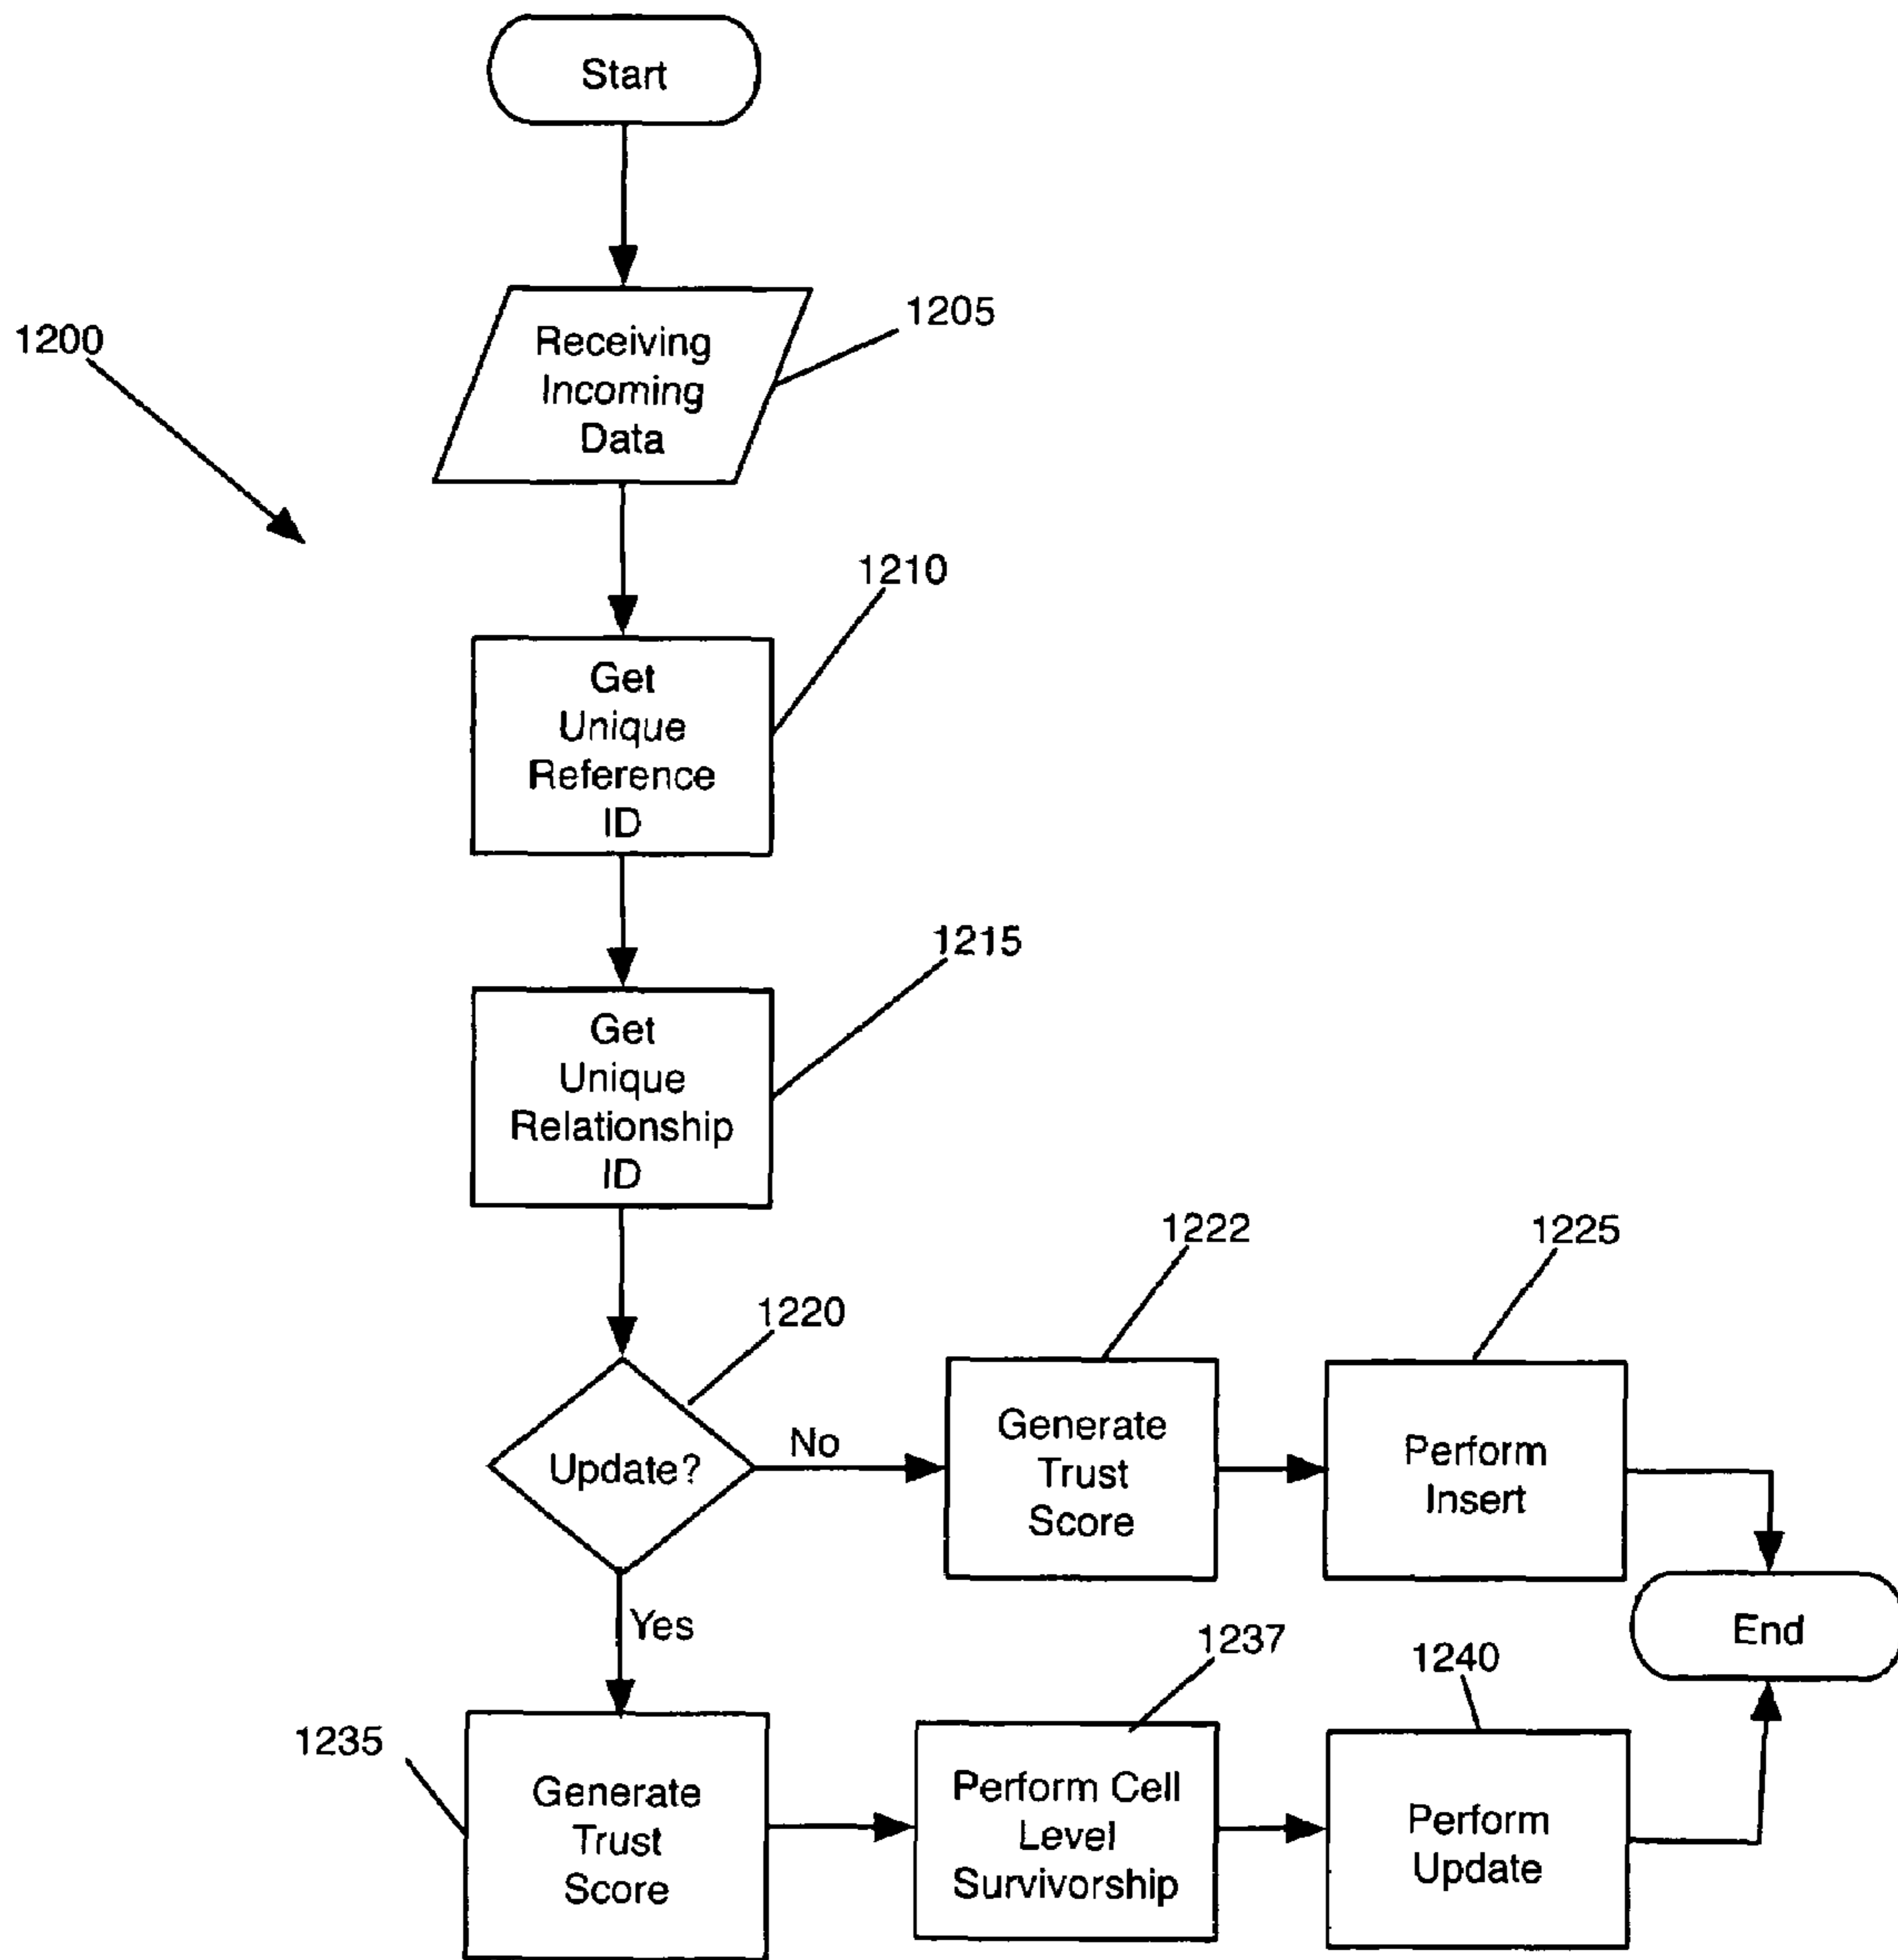 Start
1200
Receiving
Incoming
Data
1205
Get
Unique
Reference
ID
1210
Get
Unique
Relationship
ID
1215
Update?
1220
No
Generate
Trust
Score
1222
Perform
Insert
1225
End
Yes
1235
Generate
Trust
Score
Perform Cell
Level
Survivorship
1237
Perform
Update
1240